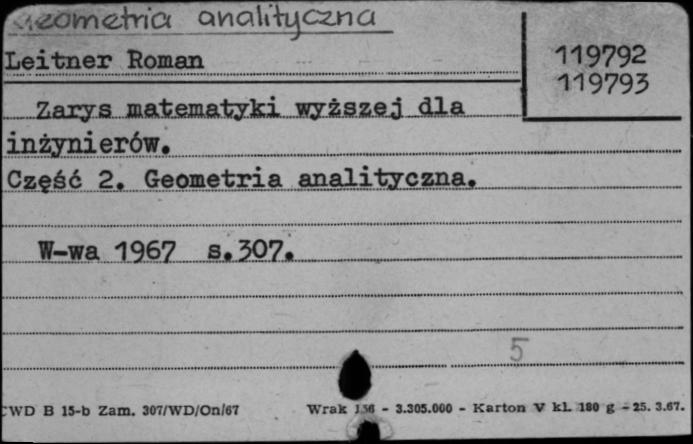 Geometria analityczna
Leitner Roman
119792
119793
Zarys matematyki wyższej dla
inżynierów.
Część 2. Geometria analityczna.
W-wa 1967 s.307.
5
CWD B 15-b Zam. 307/WD/On/67 Wrak 136 - 3.305.000 - Karton V kl. 180 g - 25. 3.67.